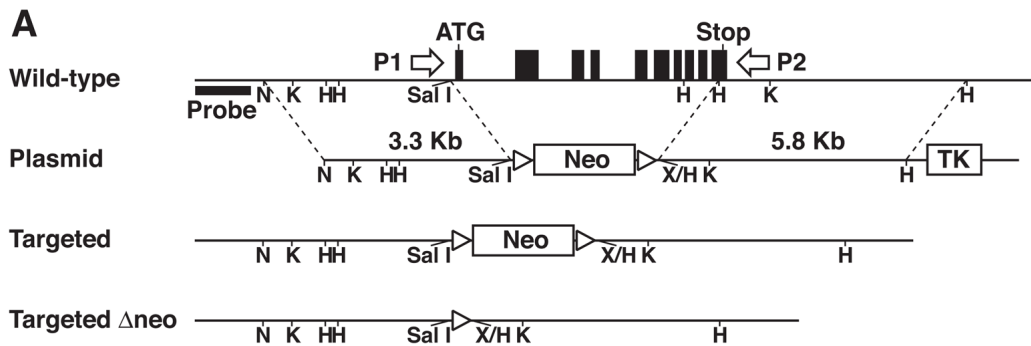 A
ATG Stop
P1 P2
Wild-type
N K HH Sal I H H K H
Probe
3.3 Kb 5.8 Kb
Plasmid Neo TK
N K HH Sal I X/H K H
Targeted Neo
N K HH Sal I X/H K H
Targeted Δneo
N K HH Sal I X/H K H